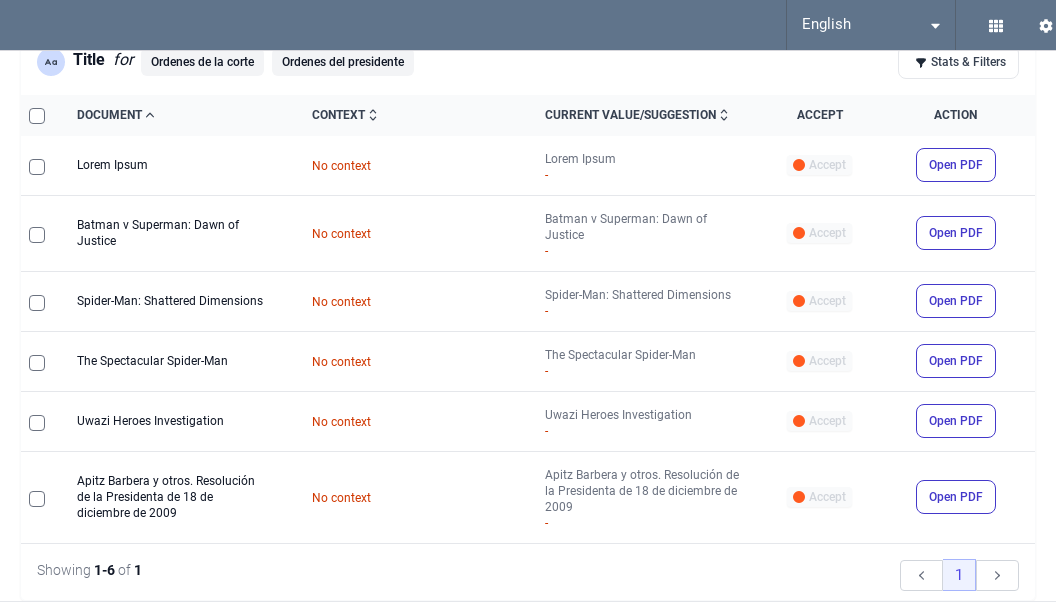 English
Aa Title for Ordenes de la corte Ordenes del presidente Stats & Filters
DOCUMENT CONTEXT CURRENT VALUE/SUGGESTION ACCEPT ACTION
Lorem Ipsum No context Lorem Ipsum
- Accept Open PDF
Batman v Superman: Dawn of
Justice No context Batman v Superman: Dawn of
Justice
- Accept Open PDF
Spider-Man: Shattered Dimensions No context Spider-Man: Shattered Dimensions
- Accept Open PDF
The Spectacular Spider-Man No context The Spectacular Spider-Man
- Accept Open PDF
Uwazi Heroes Investigation No context Uwazi Heroes Investigation
- Accept Open PDF
Apitz Barbera y otros. Resolución
de la Presidenta de 18 de
diciembre de 2009 No context Apitz Barbera y otros. Resolución de
la Presidenta de 18 de diciembre de
2009
- Accept Open PDF
Showing 1-6 of 1 1